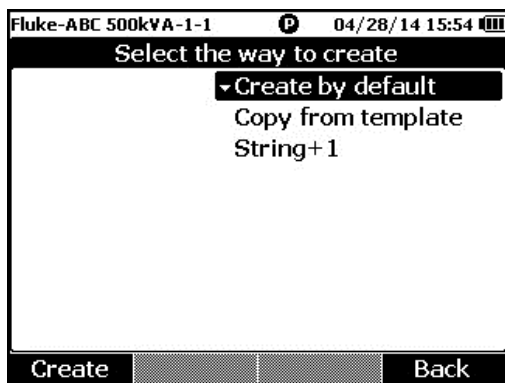 Fluke-ABC 500kVA-1-1 P 04/28/14 15:54
Select the way to create
Create by default
Copy from template
String+1
Create Back